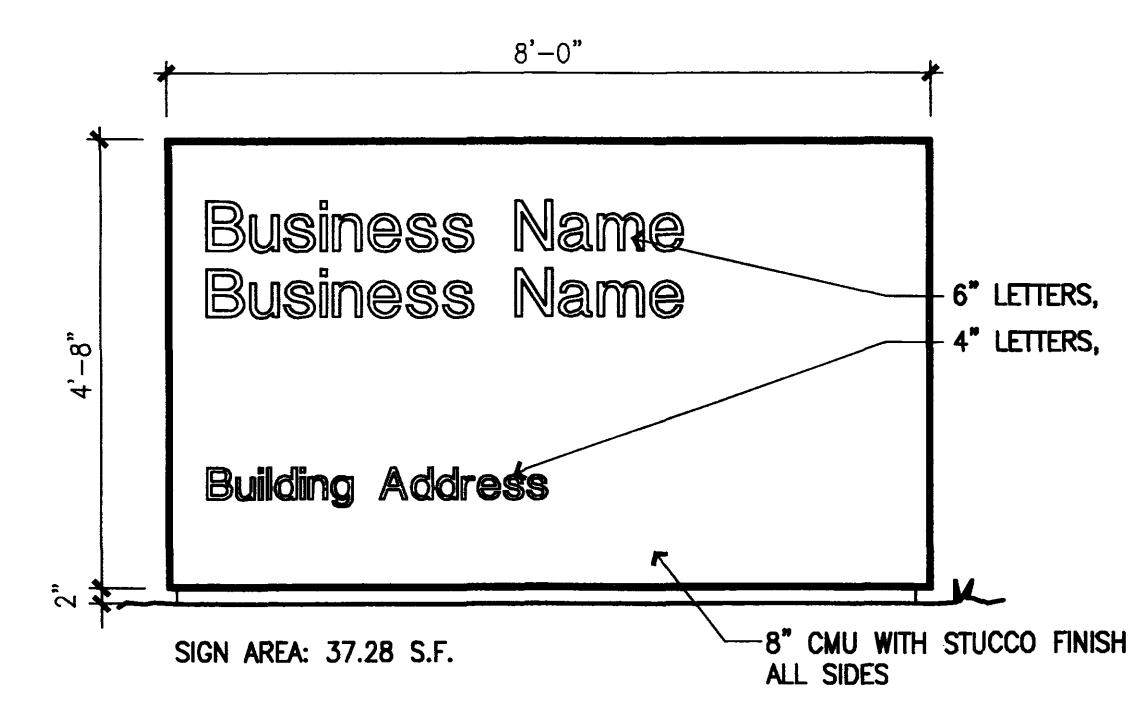 8'-0"
Business Name
Business Name
6" LETTERS,
4" LETTERS,
4'-8"
Building Address
2"
SIGN AREA: 37.28 S.F.
8" CMU WITH STUCCO FINISH
ALL SIDES